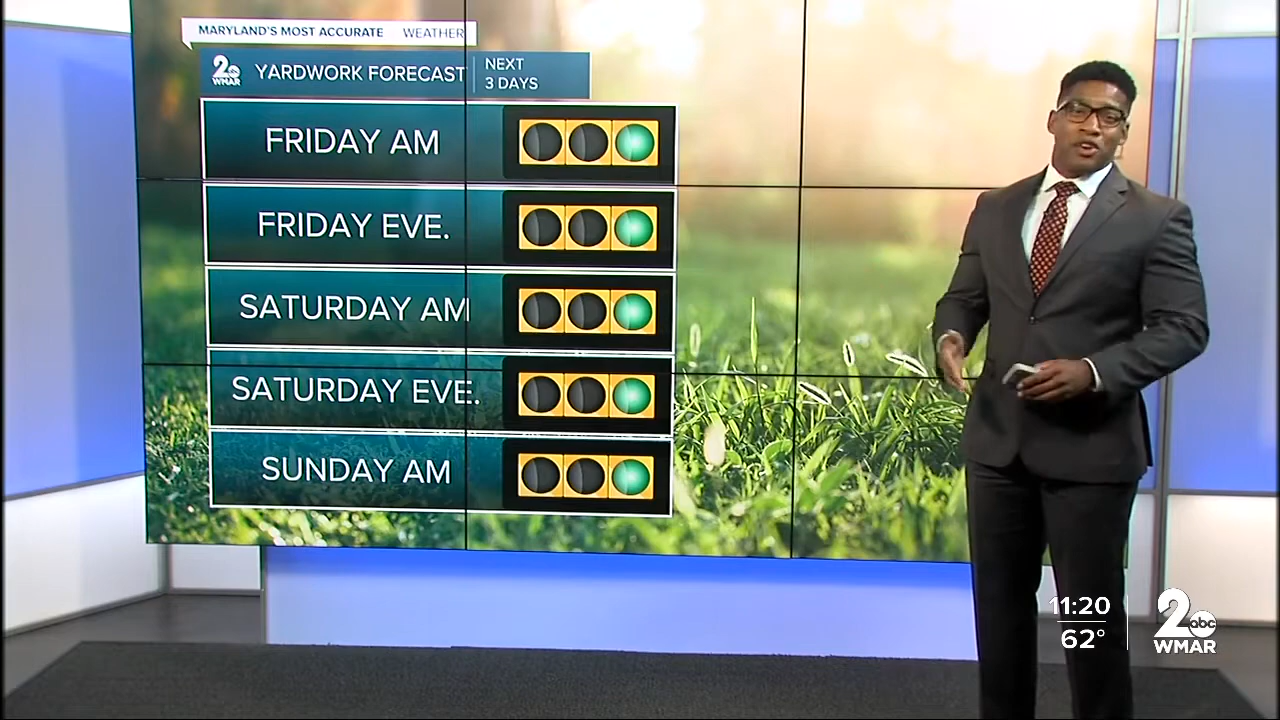 MARYLAND'S MOST ACCURATE WEATHER
2 abc WMAR YARDWORK FORECAST NEXT 3 DAYS
FRIDAY AM
FRIDAY EVE.
SATURDAY AM
SATURDAY EVE.
SUNDAY AM
11:20
62°
2 abc
WMAR